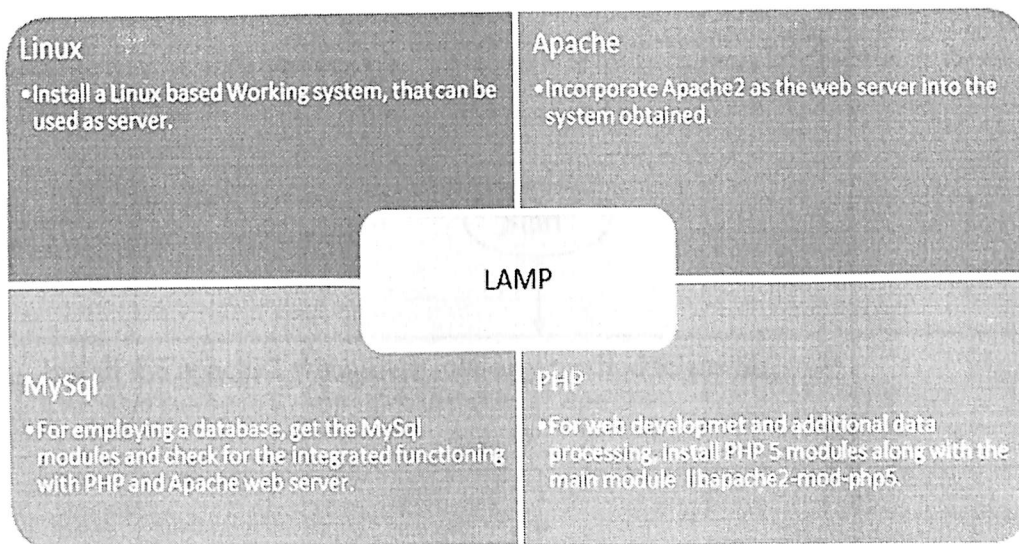 Linux
•Install a Linux based Working system, that can be
used as server.
Apache
•Incorporate Apache2 as the web server into the
system obtained.
LAMP
MySql
•For employing a database, get the MySql
modules and check for the integrated functioning
with PHP and Apache web server.
PHP
•For web developmet and additional data
processing, install PHP 5 modules along with the
main module libapache2-mod-php5.